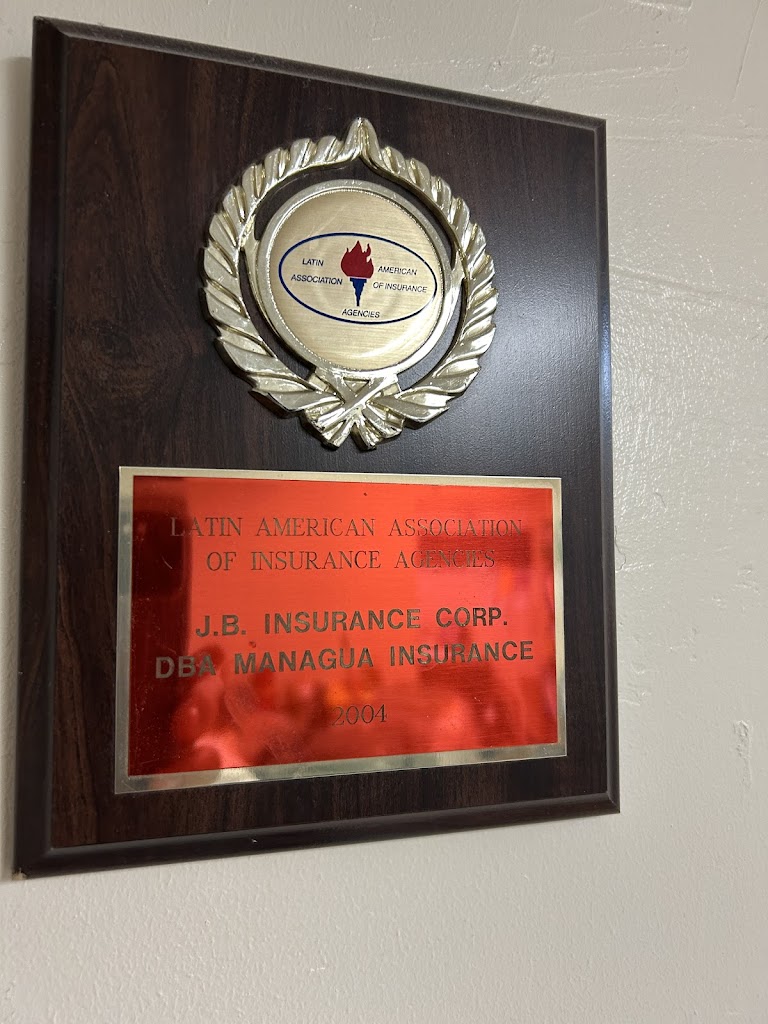 LATIN AMERICAN
ASSOCIATION OF INSURANCE
AGENCIES
LATIN AMERICAN ASSOCIATION
OF INSURANCE AGENCIES
J.B. INSURANCE CORP.
DBA MANAGUA INSURANCE
2004